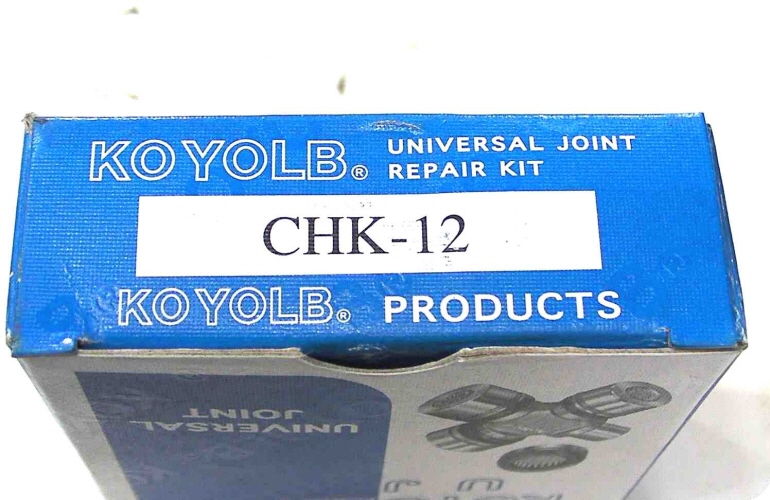 KOYOLB® UNIVERSAL JOINT
REPAIR KIT
CHK-12
KOYOLB® PRODUCTS
UNIVERSAL
JOINT